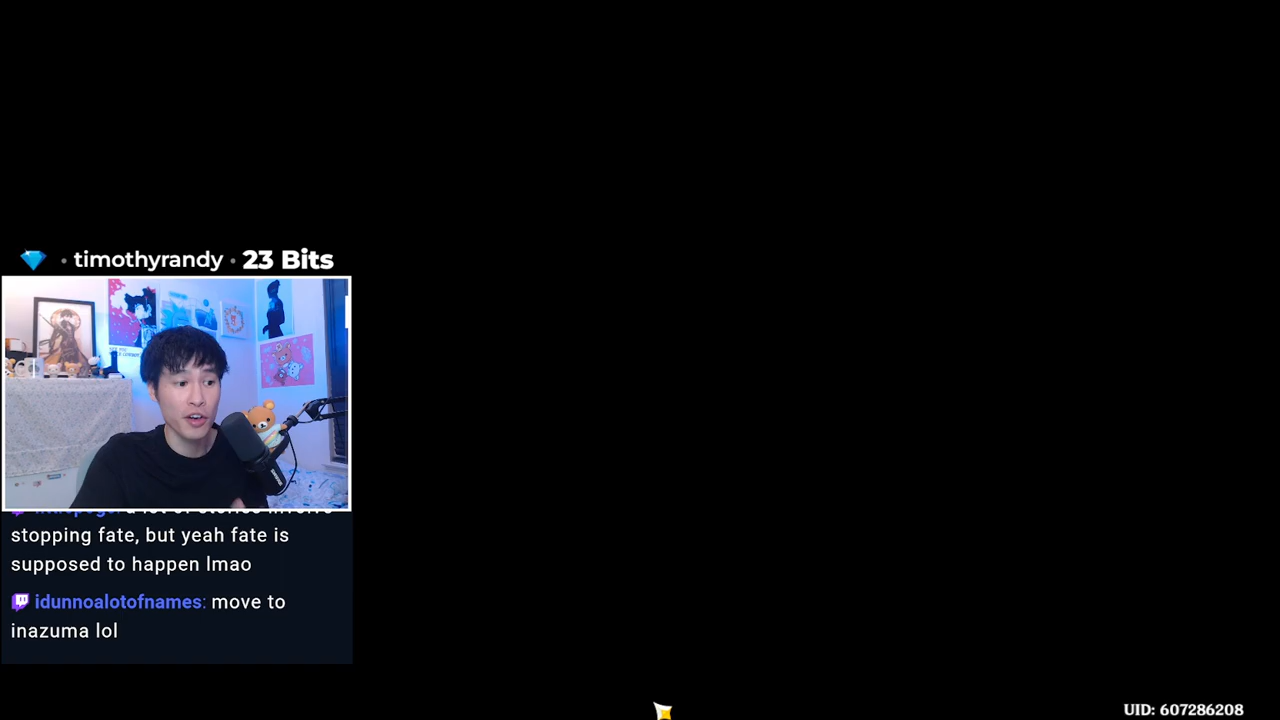 • timothyrandy • 23 Bits
stopping fate, but yeah fate is
supposed to happen lmao
idunnoalotofnames: move to
inazuma lol
UID: 607286208